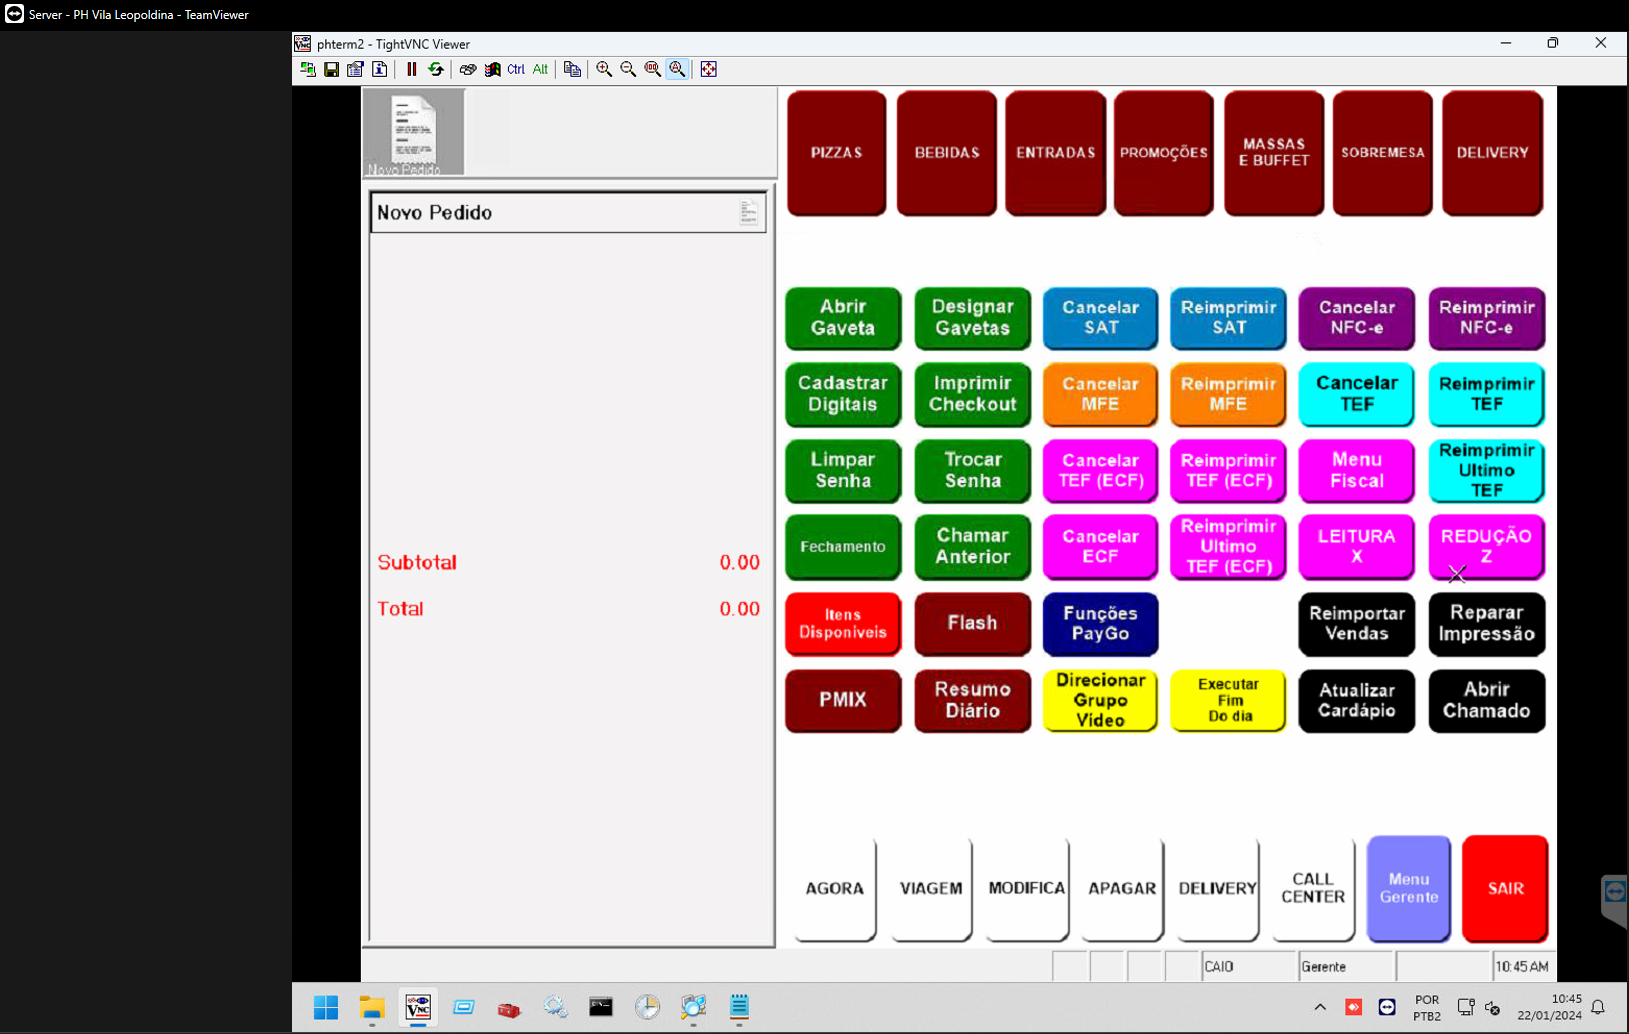 Server - PH Vila Leopoldina - TeamViewer
phterm2 - TightVNC Viewer
Ctrl Alt
Novo Pedido
PIZZAS
BEBIDAS
ENTRADAS
PROMOÇÕES
MASSAS
E BUFFET
SOBREMESA
DELIVERY
Novo Pedido
Subtotal 0.00
Total 0.00
Abrir
Gaveta
Designar
Gavetas
Cancelar
SAT
Reimprimir
SAT
Cancelar
NFC-e
Reimprimir
NFC-e
Cadastrar
Digitais
Imprimir
Checkout
Cancelar
MFE
Reimprimir
MFE
Cancelar
TEF
Reimprimir
TEF
Limpar
Senha
Trocar
Senha
Cancelar
TEF (ECF)
Reimprimir
TEF (ECF)
Menu
Fiscal
Reimprimir
Ultimo
TEF
Fechamento
Chamar
Anterior
Cancelar
ECF
Reimprimir
Ultimo
TEF (ECF)
LEITURA
X
REDUÇÃO
Z
Itens
Disponíveis
Flash
Funções
PayGo
Reimportar
Vendas
Reparar
Impressão
PMIX
Resumo
Diário
Direcionar
Grupo
Vídeo
Executar
Fim
Do dia
Atualizar
Cardápio
Abrir
Chamado
AGORA
VIAGEM
MODIFICA
APAGAR
DELIVERY
CALL
CENTER
Menu
Gerente
SAIR
CAIO
Gerente
10:45 AM
POR
PTB2
10:45
22/01/2024